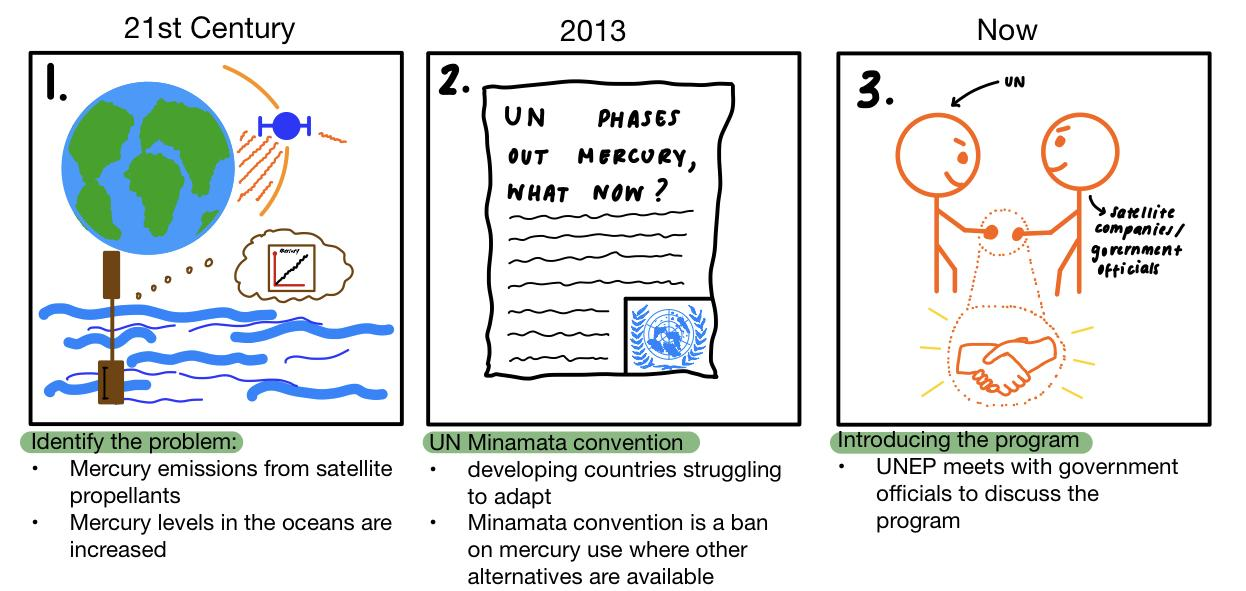 21st Century
2013
Now
1.
Mercury
2.
UN PHASES
OUT MERCURY,
WHAT NOW?
3.
UN
satellite
companies/
government
officials
Identify the problem:
• Mercury emissions from satellite
propellants
• Mercury levels in the oceans are
increased
UN Minamata convention
• developing countries struggling
to adapt
• Minamata convention is a ban
on mercury use where other
alternatives are available
Introducing the program
• UNEP meets with government
officials to discuss the
program